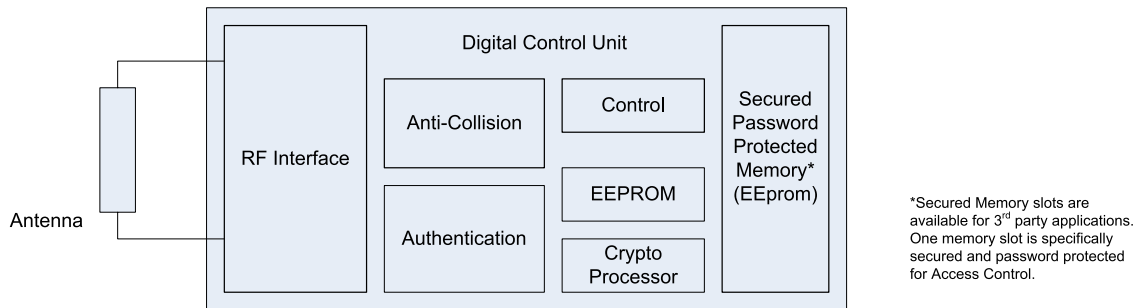 Digital Control Unit
Antenna
RF Interface
Anti-Collision
Authentication
Control
EEPROM
Crypto
Processor
Secured
Password
Protected
Memory*
(EEprom)
*Secured Memory slots are
available for 3rd party applications.
One memory slot is specifically
secured and password protected
for Access Control.